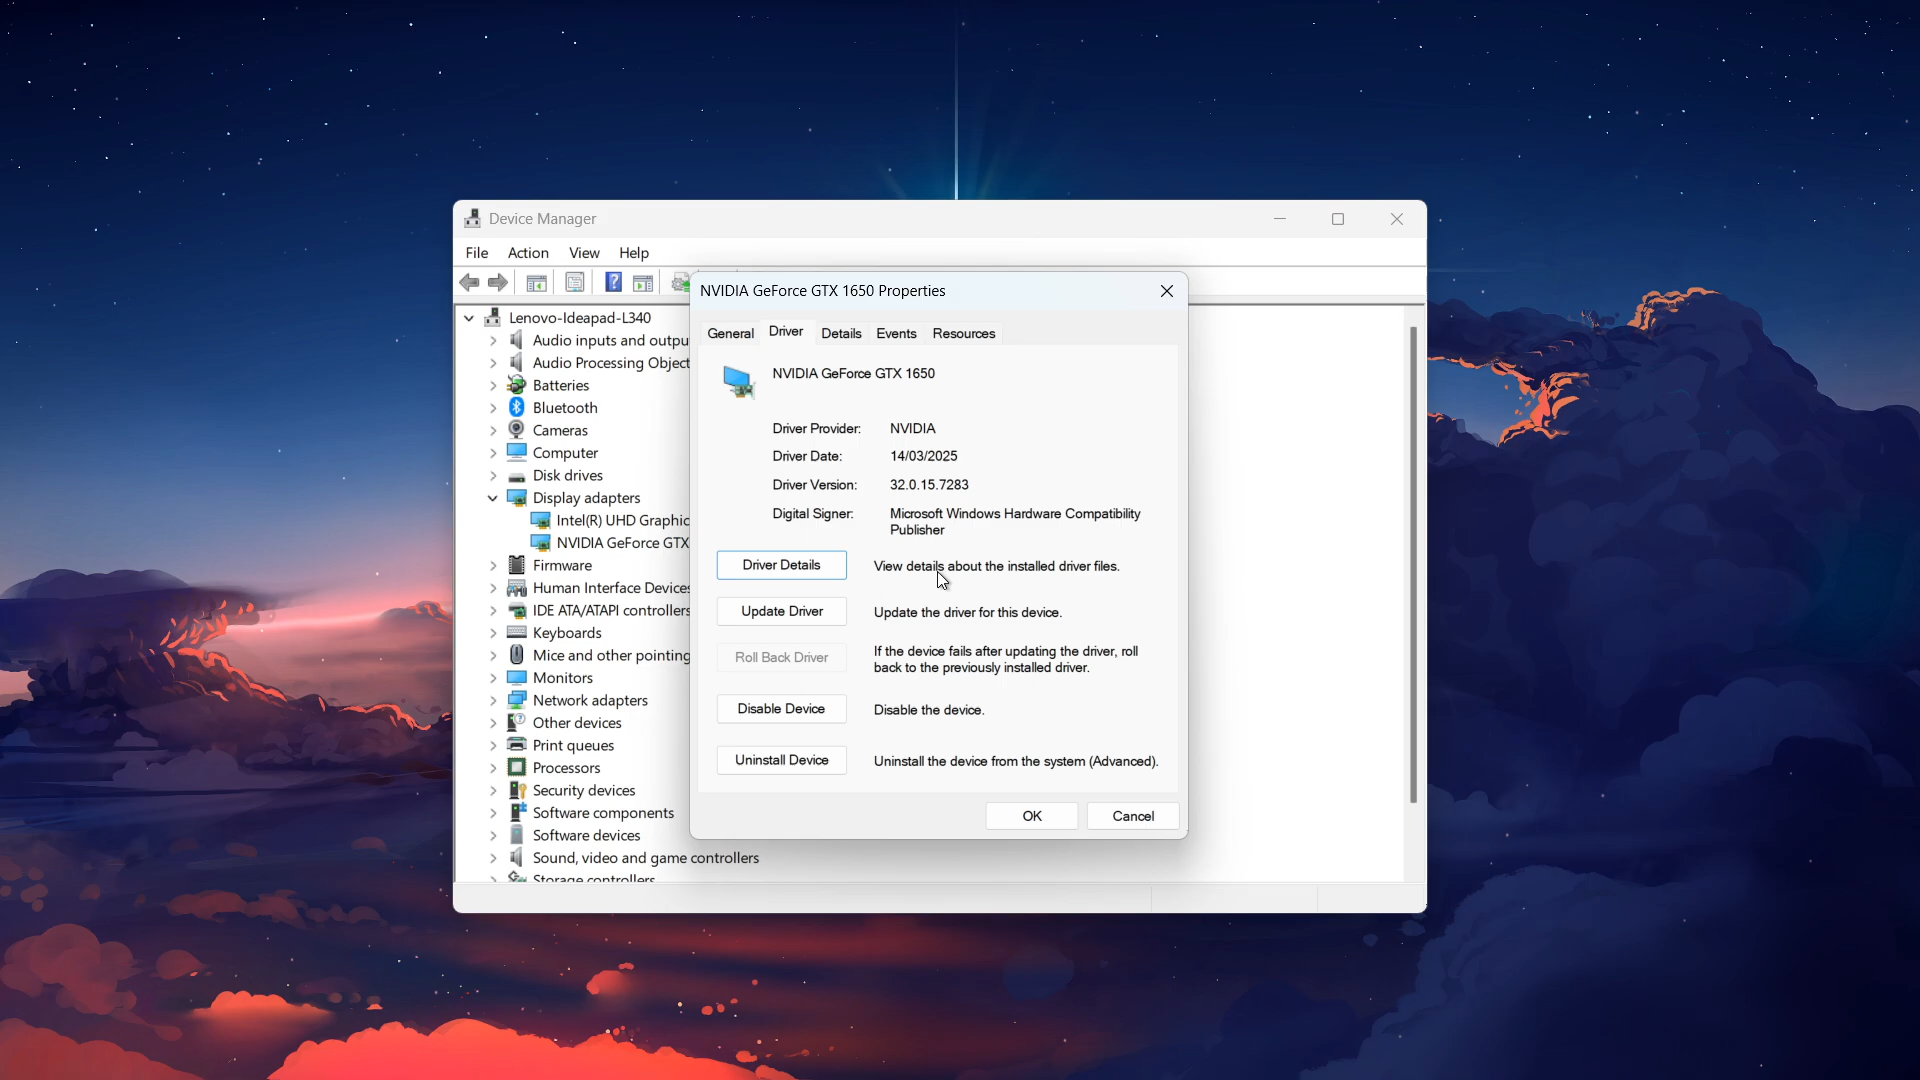 Device Manager
File Action View Help
NVIDIA GeForce GTX 1650 Properties
General Driver Details Events Resources
NVIDIA GeForce GTX 1650
Driver Provider: NVIDIA
Driver Date: 14/03/2025
Driver Version: 32.0.15.7283
Digital Signer: Microsoft Windows Hardware Compatibility
Publisher
Driver Details View details about the installed driver files.
Update Driver Update the driver for this device.
Roll Back Driver If the device fails after updating the driver, roll
back to the previously installed driver.
Disable Device Disable the device.
Uninstall Device Uninstall the device from the system (Advanced).
OK Cancel
Lenovo-Ideapad-L340
Audio inputs and outpu
Audio Processing Object
Batteries
Bluetooth
Cameras
Computer
Disk drives
Display adapters
Intel(R) UHD Graphic
NVIDIA GeForce GTX
Firmware
Human Interface Devices
IDE ATA/ATAPI controllers
Keyboards
Mice and other pointing
Monitors
Network adapters
Other devices
Print queues
Processors
Security devices
Software components
Software devices
Sound, video and game controllers
Storage controllers